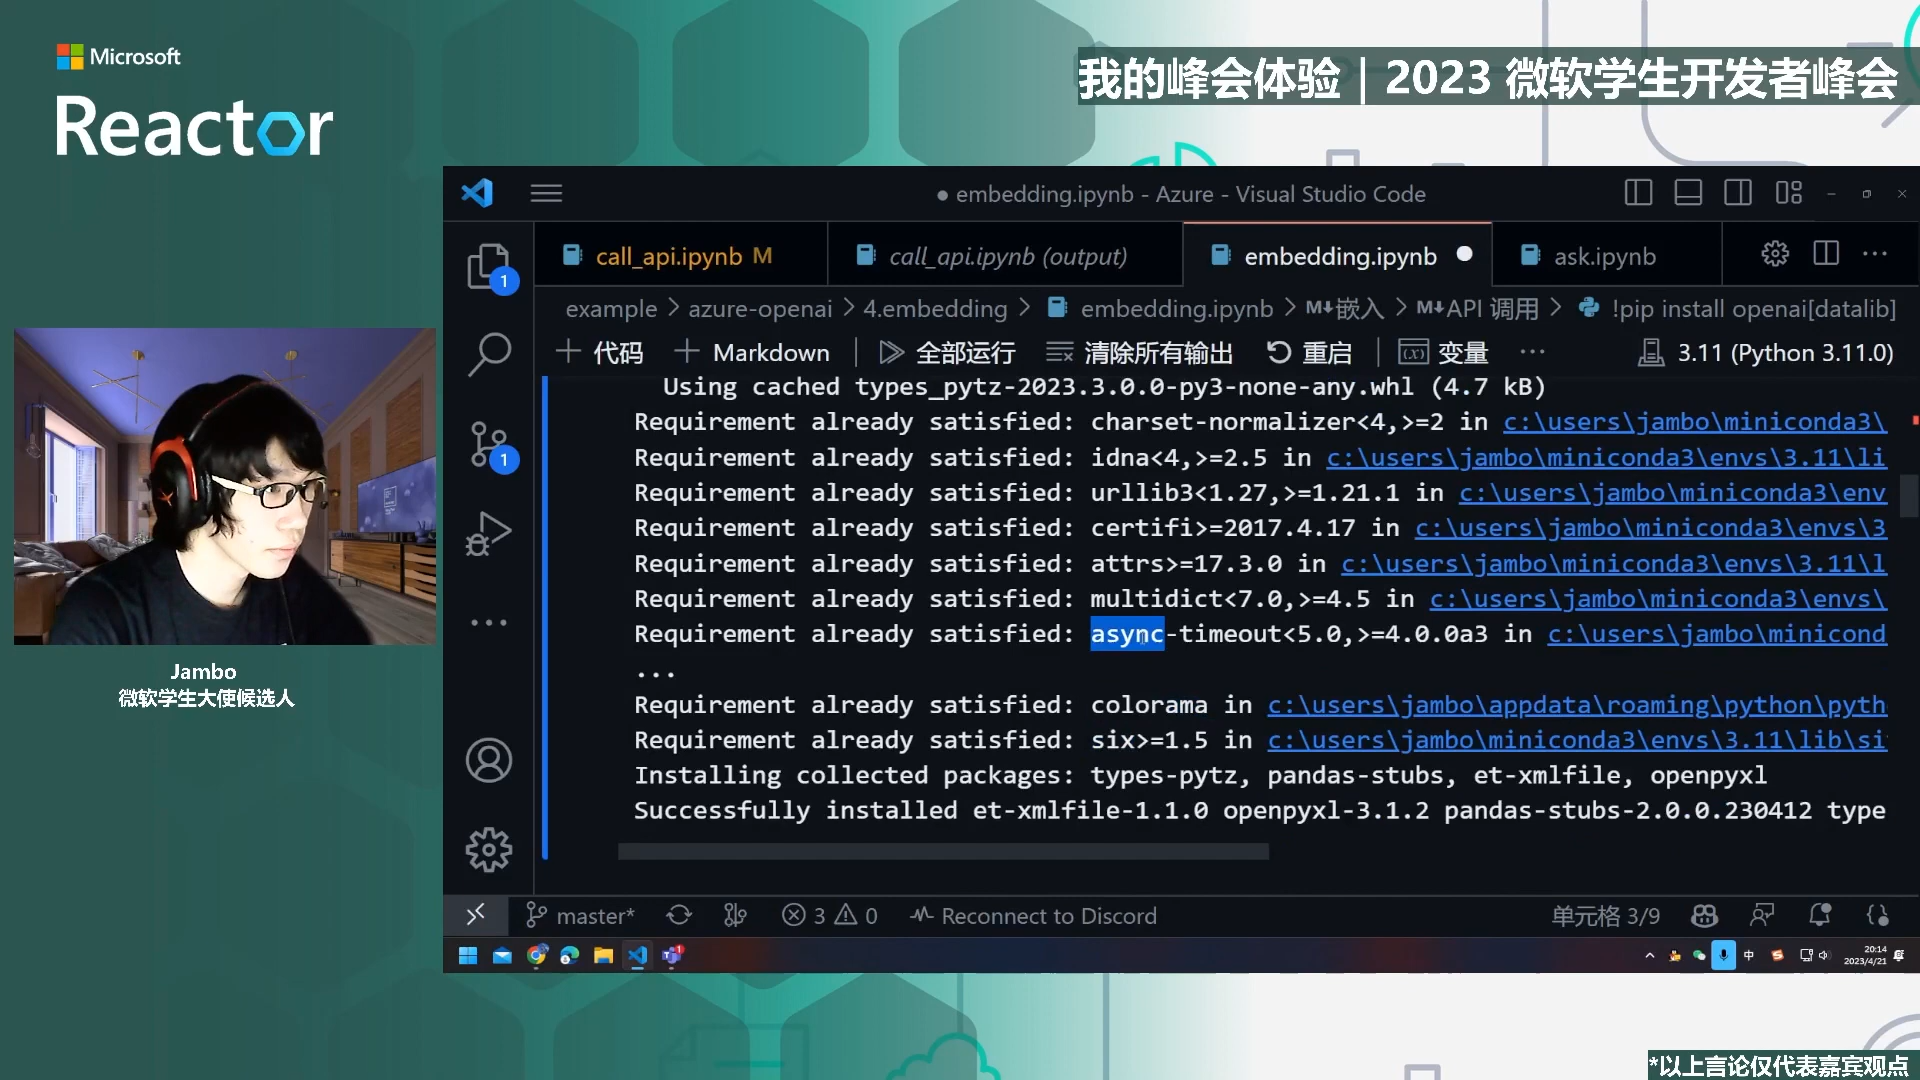 Microsoft
Reactor
我的峰会体验｜2023 微软学生开发者峰会
● embedding.ipynb - Azure - Visual Studio Code
call_api.ipynb M
call_api.ipynb (output)
embedding.ipynb ●
ask.ipynb
example > azure-openai > 4.embedding > embedding.ipynb > M↓嵌入 > M↓API 调用 > !pip install openai[datalib]
+ 代码 + Markdown | 全部运行 清除所有输出 重启 | 变量 ··· 3.11 (Python 3.11.0)
1
1
Using cached types_pytz-2023.3.0.0-py3-none-any.whl (4.7 kB)
Requirement already satisfied: charset-normalizer<4,>=2 in c:\users\jambo\miniconda3\
Requirement already satisfied: idna<4,>=2.5 in c:\users\jambo\miniconda3\envs\3.11\li
Requirement already satisfied: urllib3<1.27,>=1.21.1 in c:\users\jambo\miniconda3\env
Requirement already satisfied: certifi>=2017.4.17 in c:\users\jambo\miniconda3\envs\3
Requirement already satisfied: attrs>=17.3.0 in c:\users\jambo\miniconda3\envs\3.11\l
Requirement already satisfied: multidict<7.0,>=4.5 in c:\users\jambo\miniconda3\envs\
Requirement already satisfied: async-timeout<5.0,>=4.0.0a3 in c:\users\jambo\minicond
...
Requirement already satisfied: colorama in c:\users\jambo\appdata\roaming\python\pyth
Requirement already satisfied: six>=1.5 in c:\users\jambo\miniconda3\envs\3.11\lib\si
Installing collected packages: types-pytz, pandas-stubs, et-xmlfile, openpyxl
Successfully installed et-xmlfile-1.1.0 openpyxl-3.1.2 pandas-stubs-2.0.0.230412 type
Jambo
微软学生大使候选人
master* 3 0 Reconnect to Discord 单元格 3/9
中 20:14
2023/4/21
*以上言论仅代表嘉宾观点